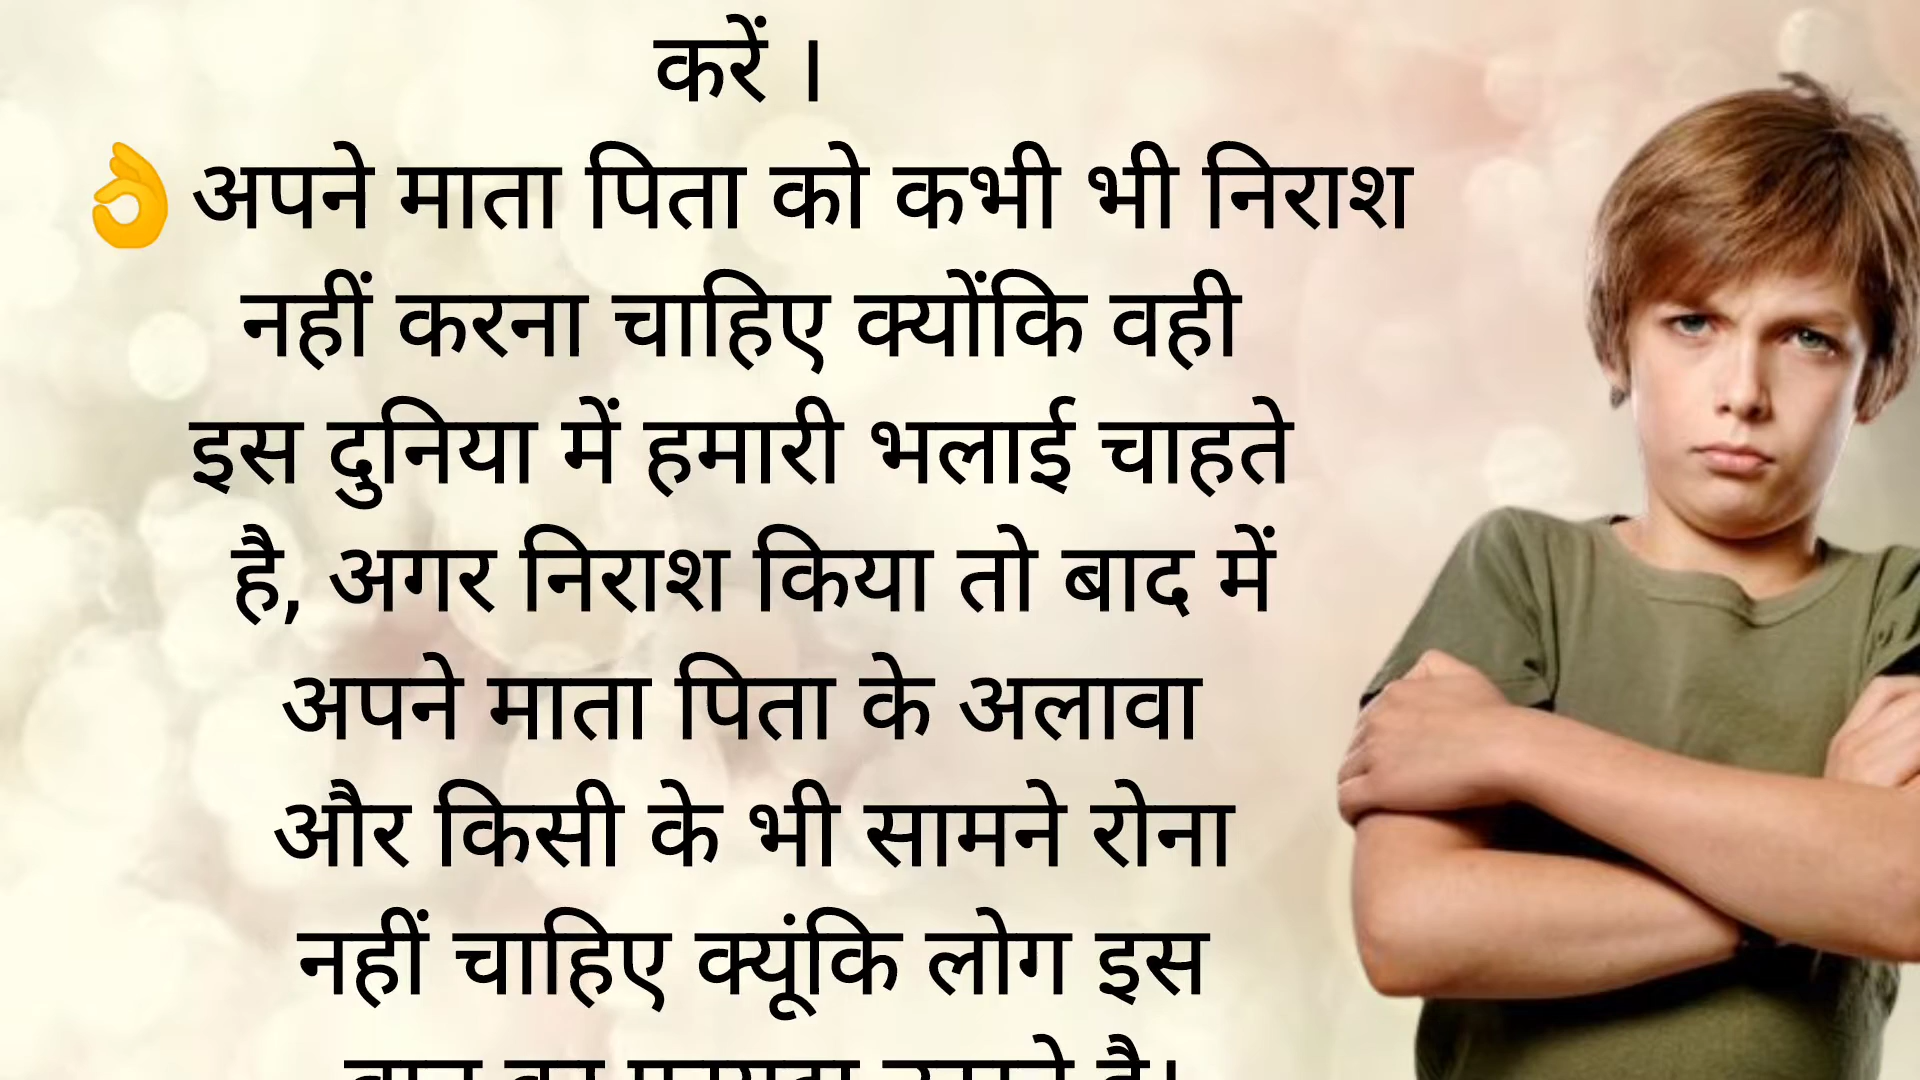 करें ।
👌अपने माता पिता को कभी भी निराश
नहीं करना चाहिए क्योंकि वही
इस दुनिया में हमारी भलाई चाहते
है, अगर निराश किया तो बाद में
अपने माता पिता के अलावा
और किसी के भी सामने रोना
नहीं चाहिए क्यूंकि लोग इस